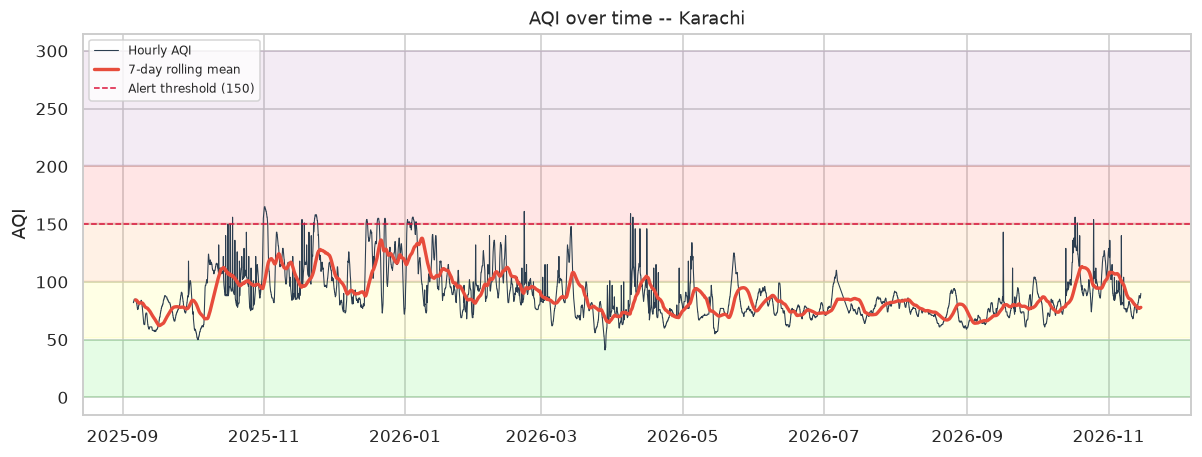 AQI over time -- Karachi
Hourly AQI
7-day rolling mean
Alert threshold (150)
AQI
300
250
200
150
100
50
0
2025-09 2025-11 2026-01 2026-03 2026-05 2026-07 2026-09 2026-11